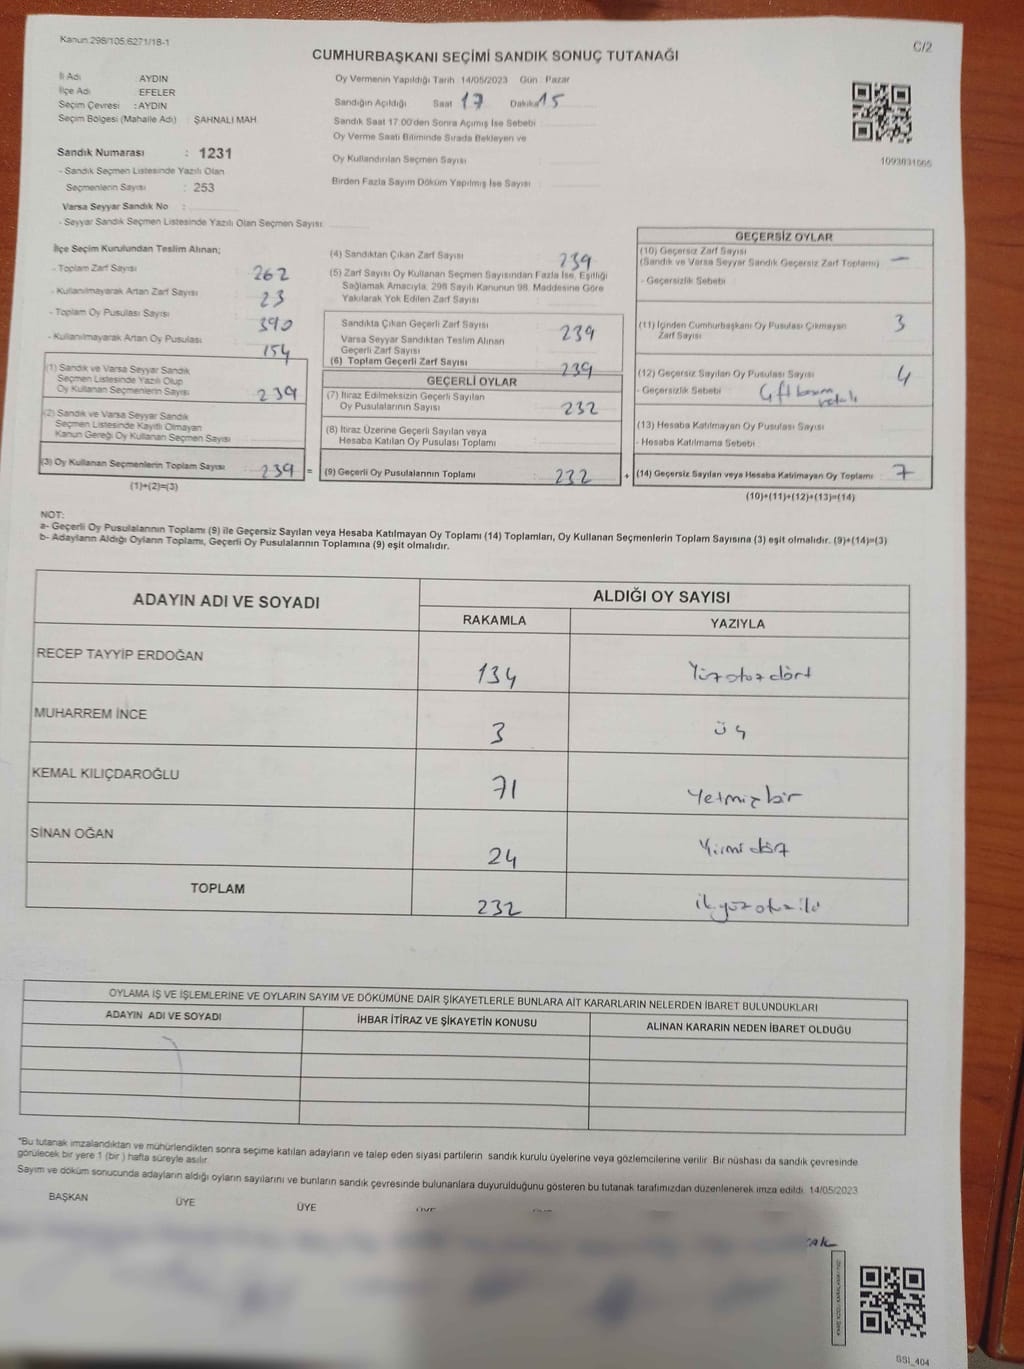 Kanun:298/105;6271/18-1
C/2
CUMHURBAŞKANI SEÇİMİ SANDIK SONUÇ TUTANAĞI
İl Adı AYDIN
İlçe Adı EFELER
Seçim Çevresi : AYDIN
Seçim Bölgesi (Mahalle Adı) : ŞAHNALI MAH
Oy Vermenin Yapıldığı Tarih 14/05/2023 Gün Pazar
Sandığın Açıldığı Saat 17 Dakika 15
Sandık Saat 17.00'den Sonra Açımış İse Sebebi
Oy Verme Saati Bitiminde Sırada Bekleyen ve
Oy Kullandırılan Seçmen Sayısı
Birden Fazla Sayım Döküm Yapılmış İse Sayısı
Sandık Numarası : 1231
- Sandık Seçmen Listesinde Yazılı Olan
Seçmenlerin Sayısı : 253
Varsa Seyyar Sandık No :
- Seyyar Sandık Seçmen Listesinde Yazılı Olan Seçmen Sayısı
İlçe Seçim Kurulundan Teslim Alınan;
- Toplam Zarf Sayısı 262
- Kullanılmayarak Artan Zarf Sayısı 23
- Toplam Oy Pusulası Sayısı 390
- Kullanılmayarak Artan Oy Pusulası 154
(1) Sandık ve Varsa Seyyar Sandık
Seçmen Listesinde Yazılı Olup
Oy Kullanan Seçmenlerin Sayısı 239
(2) Sandık ve Varsa Seyyar Sandık
Seçmen Listesinde Kayıtlı Olmayan
Kanun Gereği Oy Kullanan Seçmen Sayısı
(3) Oy Kullanan Seçmenlerin Toplam Sayısı 239 =
(1)+(2)=(3)
(4) Sandıktan Çıkan Zarf Sayısı 239
(5) Zarf Sayısı Oy Kullanan Seçmen Sayısından Fazla İse, Eşitliği
Sağlamak Amacıyla, 298 Sayılı Kanunun 98. Maddesine Göre
Yakılarak Yok Edilen Zarf Sayısı
Sandıkta Çıkan Geçerli Zarf Sayısı 239
Varsa Seyyar Sandıktan Teslim Alınan
Geçerli Zarf Sayısı
(6) Toplam Geçerli Zarf Sayısı 239
GEÇERLİ OYLAR
(7) İtiraz Edilmeksizin Geçerli Sayılan
Oy Pusulalarının Sayısı 232
(8) İtiraz Üzerine Geçerli Sayılan veya
Hesaba Katılan Oy Pusulası Toplamı
(9) Geçerli Oy Pusulalarının Toplamı 232 +
GEÇERSİZ OYLAR
(10) Geçersiz Zarf Sayısı
(Sandık ve Varsa Seyyar Sandık Geçersiz Zarf Toplamı) —
- Geçersizlik Sebebi
(11) İçinden Cumhurbaşkanı Oy Pusulası Çıkmayan
Zarf Sayısı 3
(12) Geçersiz Sayılan Oy Pusulası Sayısı 4
- Geçersizlik Sebebi
(13) Hesaba Katılmayan Oy Pusulası Sayısı
- Hesaba Katılmama Sebebi
(14) Geçersiz Sayılan veya Hesaba Katılmayan Oy Toplamı 7
(10)+(11)+(12)+(13)=(14)
NOT:
a- Geçerli Oy Pusulalarının Toplamı (9) ile Geçersiz Sayılan veya Hesaba Katılmayan Oy Toplamı (14) Toplamları, Oy Kullanan Seçmenlerin Toplam Sayısına (3) eşit olmalıdır. (9)+(14)=(3)
b- Adayların Aldığı Oyların Toplamı, Geçerli Oy Pusulalarının Toplamına (9) eşit olmalıdır.
ADAYIN ADI VE SOYADI
ALDIĞI OY SAYISI
RAKAMLA YAZIYLA
RECEP TAYYİP ERDOĞAN 134 Yüzotuzdört
MUHARREM İNCE 3 üç
KEMAL KILIÇDAROĞLU 71 Yetmişbir
SİNAN OĞAN 24 Yirmi dört
TOPLAM 232 ikiyüzotuziki
OYLAMA İŞ VE İŞLEMLERİNE VE OYLARIN SAYIM VE DÖKÜMÜNE DAİR ŞİKAYETLERLE BUNLARA AİT KARARLARIN NELERDEN İBARET BULUNDUKLARI
ADAYIN ADI VE SOYADI İHBAR İTİRAZ VE ŞİKAYETİN KONUSU ALINAN KARARIN NEDEN İBARET OLDUĞU
*Bu tutanak imzalandıktan ve mühürlendikten sonra seçime katılan adayların ve talep eden siyasi partilerin sandık kurulu üyelerine veya gözlemcilerine verilir. Bir nüshası da sandık çevresinde
görülecek bir yere 1 (bir ) hafta süreyle asılır.
Sayım ve döküm sonucunda adayların aldığı oyların sayılarını ve bunların sandık çevresinde bulunanlara duyurulduğunu gösteren bu tutanak tarafımızdan düzenlenerek imza edildi. 14/05/2023
BAŞKAN ÜYE ÜYE
SSI_404